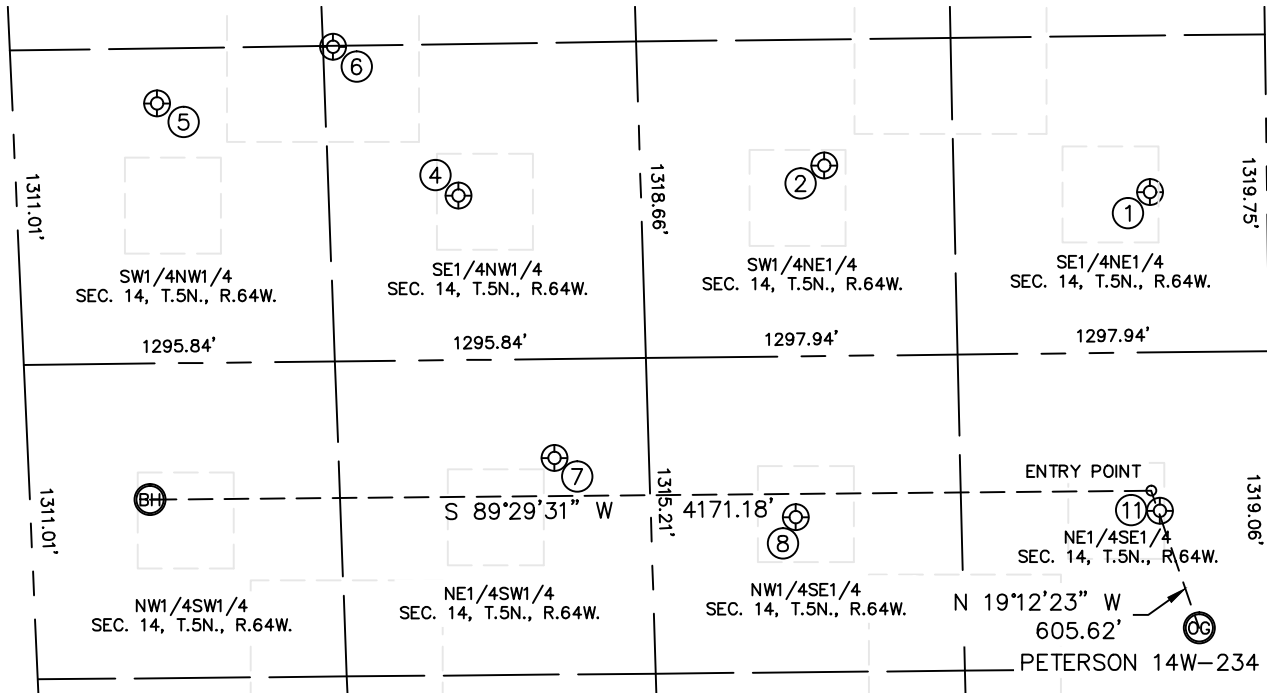 6
5
4
2
1
1311.01'
1318.66'
1319.75'
SW1/4NW1/4
SEC. 14, T.5N., R.64W.
SE1/4NW1/4
SEC. 14, T.5N., R.64W.
SW1/4NE1/4
SEC. 14, T.5N., R.64W.
SE1/4NE1/4
SEC. 14, T.5N., R.64W.
1295.84'
1295.84'
1297.94'
1297.94'
7
ENTRY POINT
1311.01'
BH
S 89°29'31" W
1315.21'
4171.18'
8
11
1319.06'
NE1/4SE1/4
SEC. 14, T.5N., R.64W.
NW1/4SW1/4
SEC. 14, T.5N., R.64W.
NE1/4SW1/4
SEC. 14, T.5N., R.64W.
NW1/4SE1/4
SEC. 14, T.5N., R.64W.
N 19°12'23" W
605.62'
OG
PETERSON 14W-234